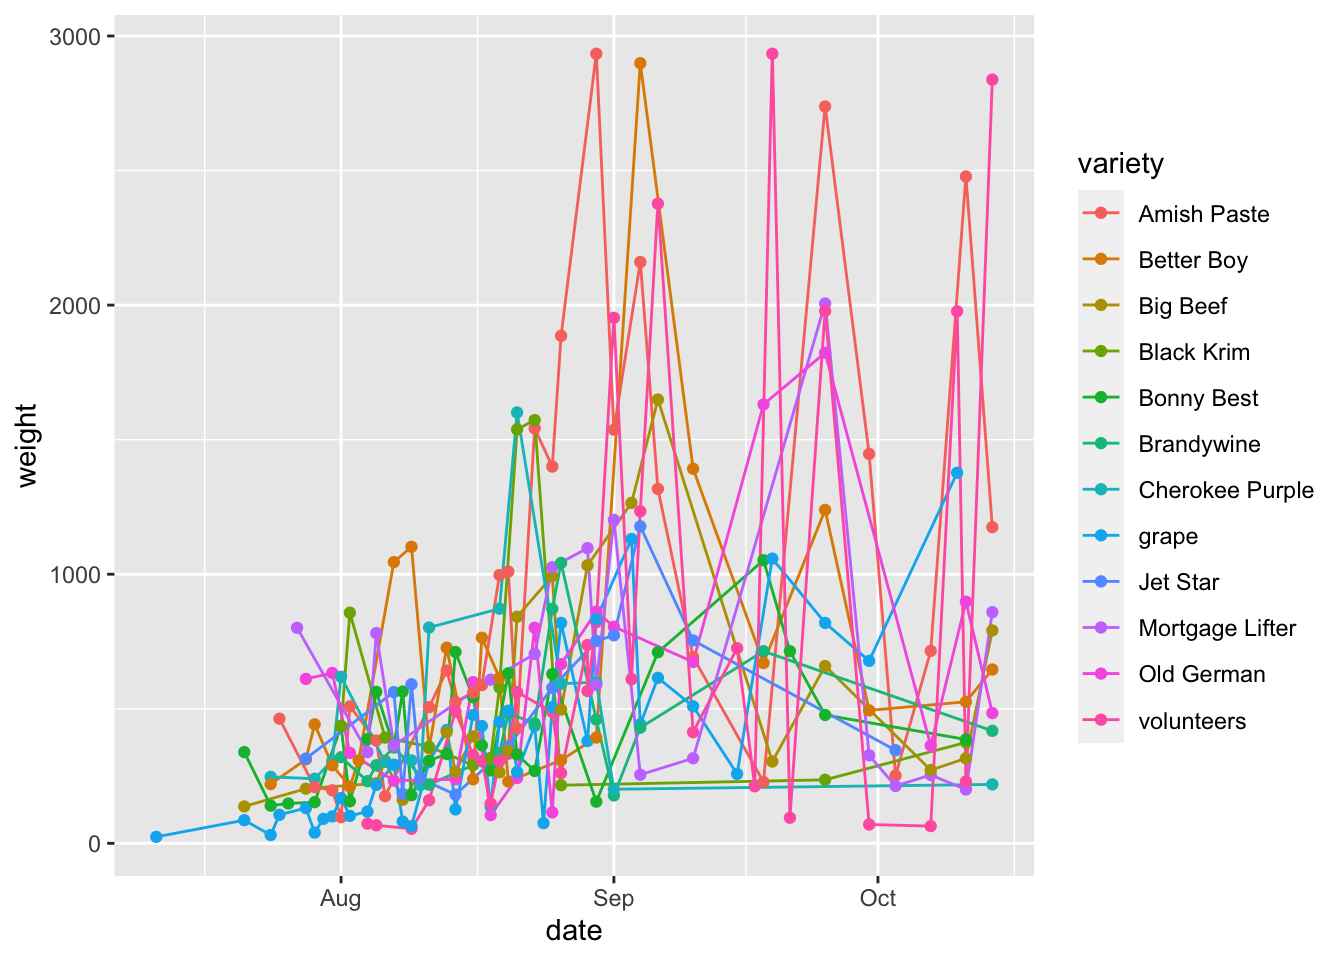 3000
2000
1000
0
weight
Aug
Sep
Oct
date
variety
Amish Paste
Better Boy
Big Beef
Black Krim
Bonny Best
Brandywine
Cherokee Purple
grape
Jet Star
Mortgage Lifter
Old German
volunteers